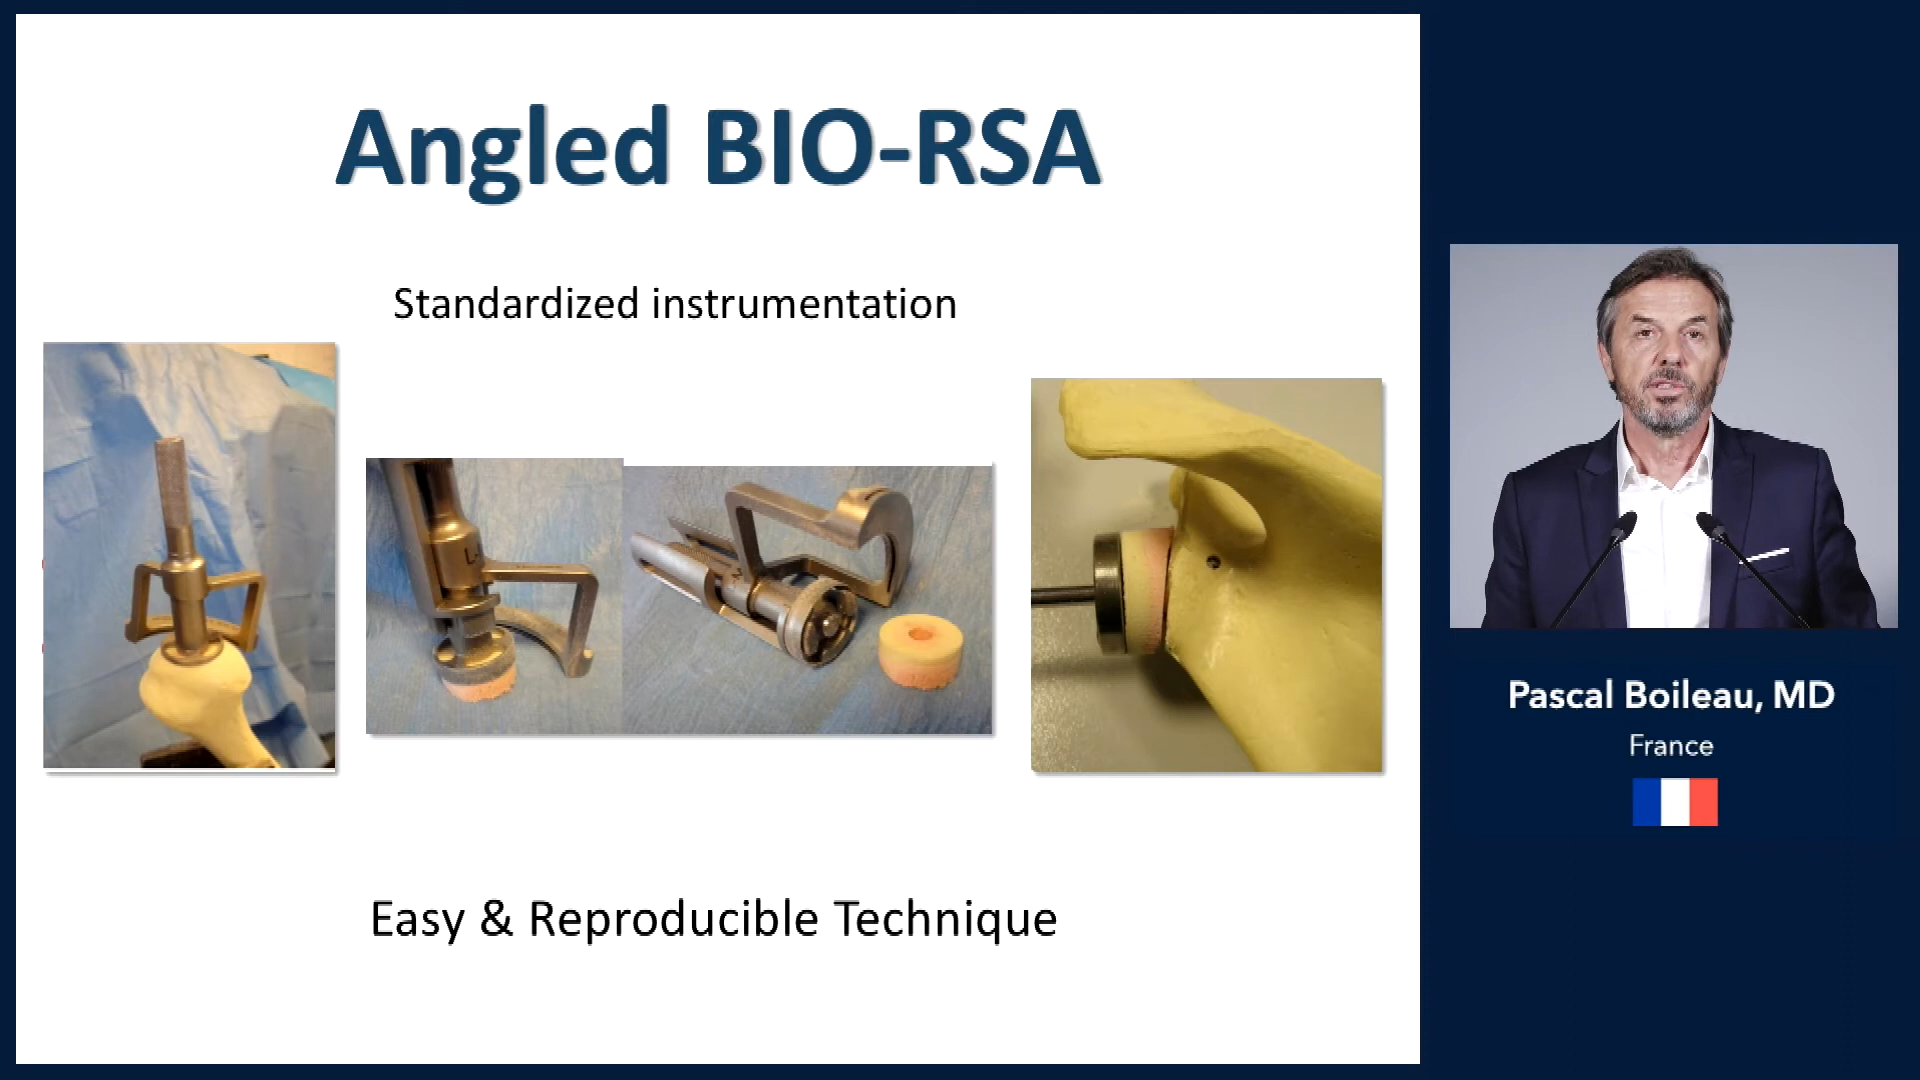 Angled BIO-RSA
Standardized instrumentation
Easy & Reproducible Technique
Pascal Boileau, MD
France